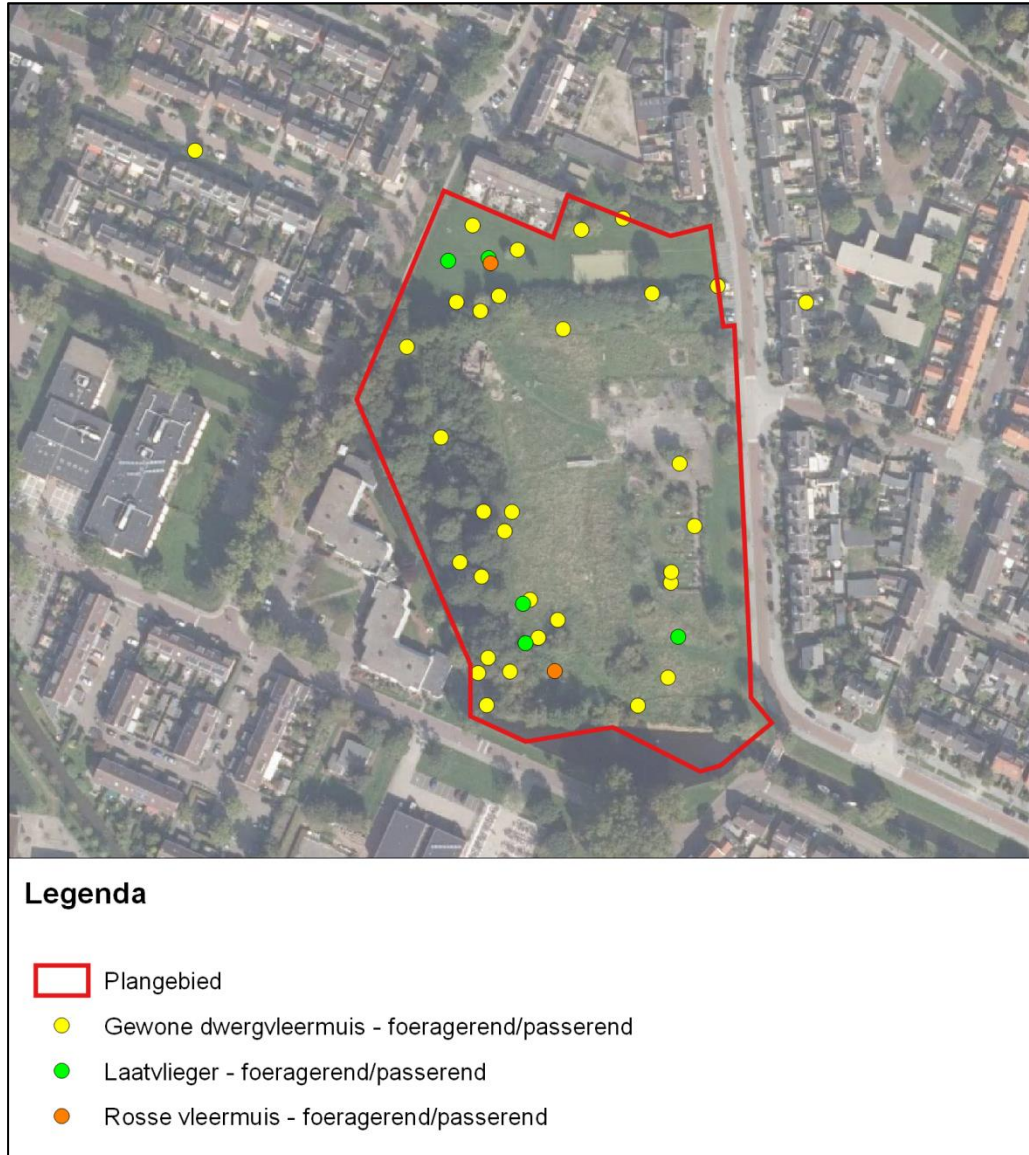 Legenda
Plangebied
Gewone dwergvleermuis - foeragerend/passerend
Laatvlieger - foeragerend/passerend
Rosse vleermuis - foeragerend/passerend